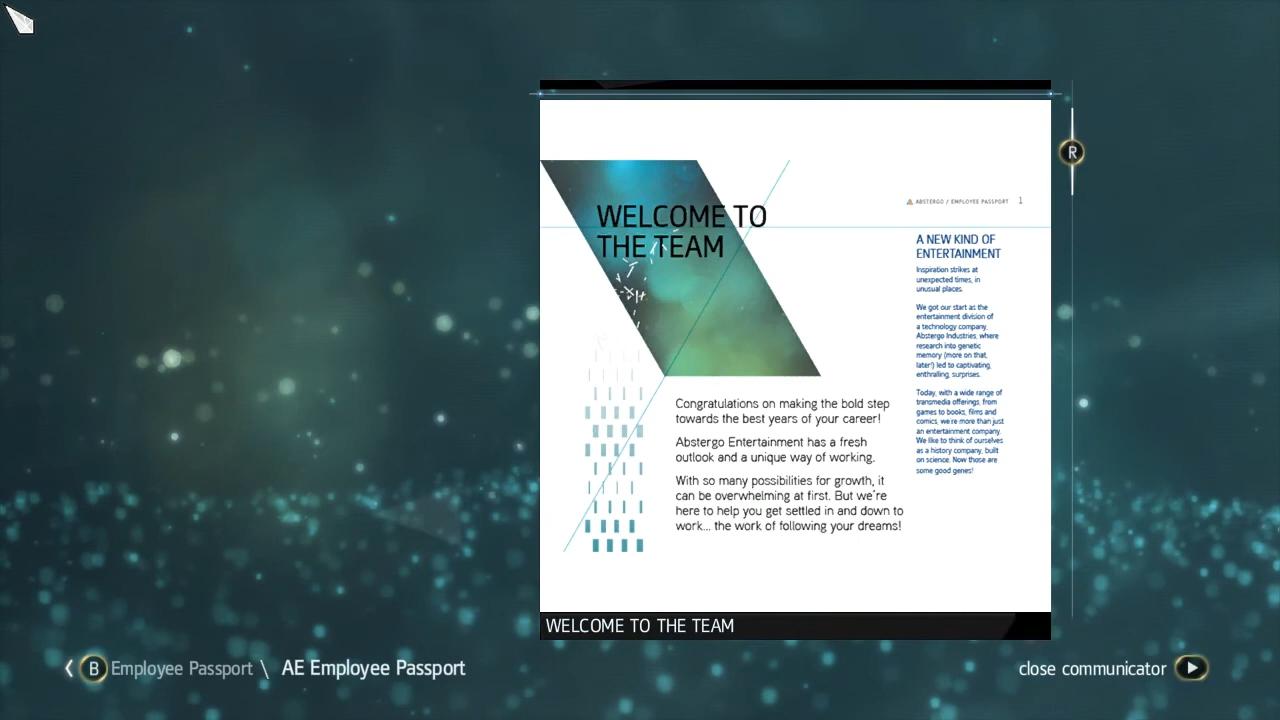 R
WELCOME TO
THE TEAM
ABSTERGO / EMPLOYEE PASSPORT 1
A NEW KIND OF
ENTERTAINMENT
Inspiration strikes at
unexpected times, in
unusual places.
We got our start as the
entertainment division of
a technology company,
Abstergo Industries, where
research into genetic
memory (more on that,
later!) led to captivating,
enthralling, surprises.
Today, with a wide range of
transmedia offerings, from
games to books, films and
comics, we're more than just
an entertainment company.
We like to think of ourselves
as a history company, built
on science. Now those are
some good genes!
Congratulations on making the bold step
towards the best years of your career!
Abstergo Entertainment has a fresh
outlook and a unique way of working.
With so many possibilities for growth, it
can be overwhelming at first. But we're
here to help you get settled in and down to
work... the work of following your dreams!
WELCOME TO THE TEAM
B Employee Passport \ AE Employee Passport
close communicator